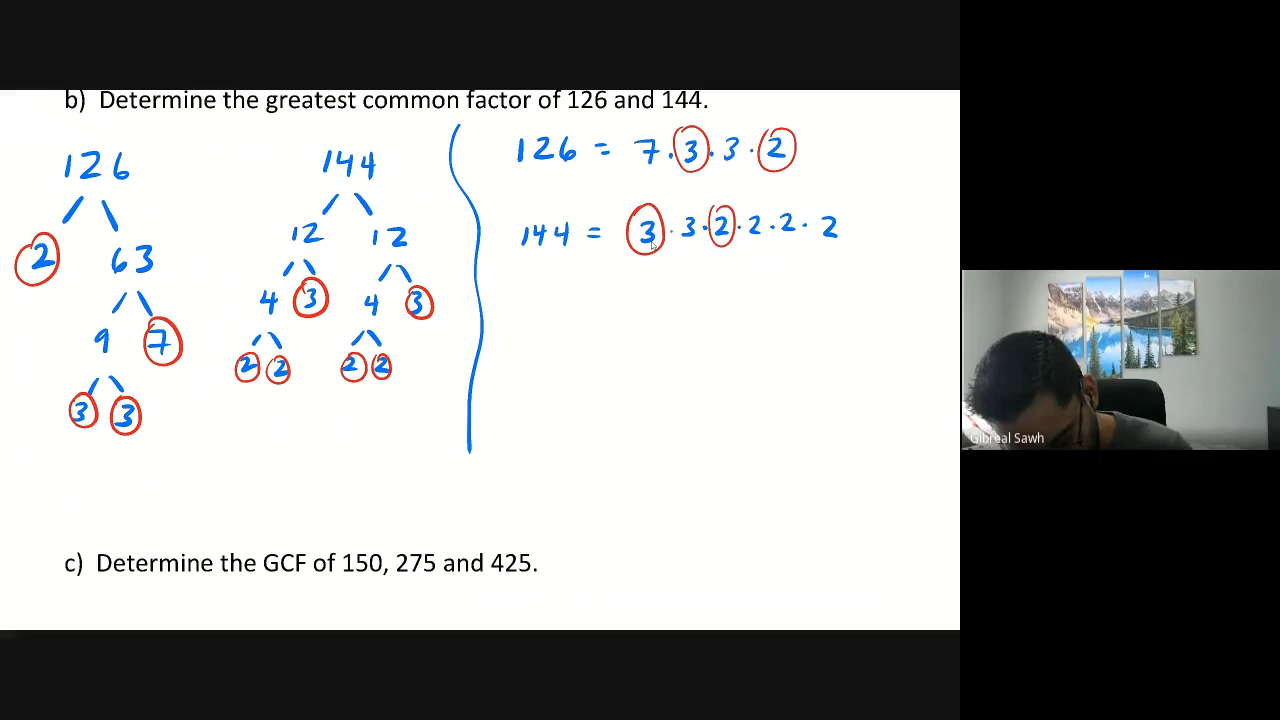 b) Determine the greatest common factor of 126 and 144.
126
2 63
9 7
3 3
144
12 12
4 3 4 3
2 2 2 2
126 = 7 · 3 · 3 · 2
144 = 3 · 3 · 2 · 2 · 2 · 2
Gibreal Sawh
c) Determine the GCF of 150, 275 and 425.